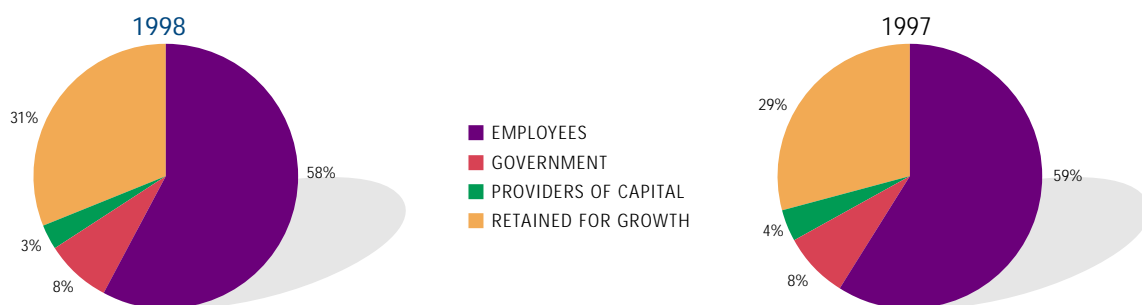 1998
31%
58%
3%
8%
EMPLOYEES
GOVERNMENT
PROVIDERS OF CAPITAL
RETAINED FOR GROWTH
1997
29%
59%
4%
8%